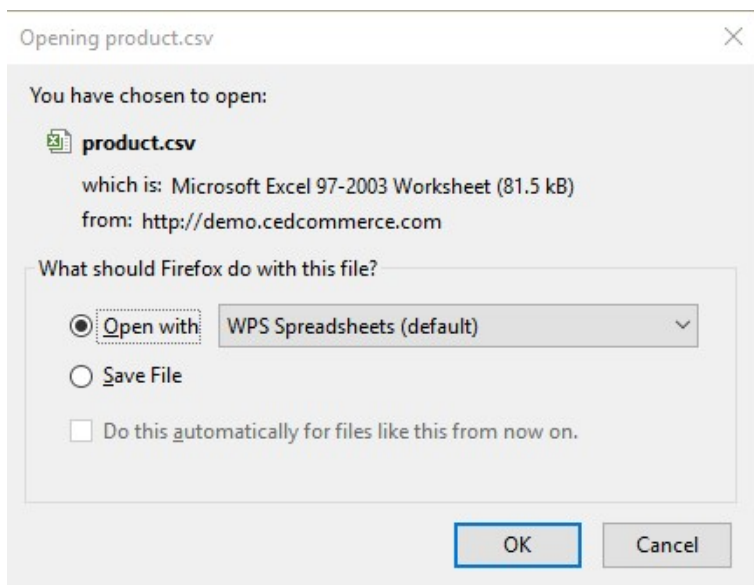 Opening product.csv
You have chosen to open:
product.csv
which is: Microsoft Excel 97-2003 Worksheet (81.5 kB)
from: http://demo.cedcommerce.com
What should Firefox do with this file?
Open with WPS Spreadsheets (default)
Save File
Do this automatically for files like this from now on.
OK Cancel